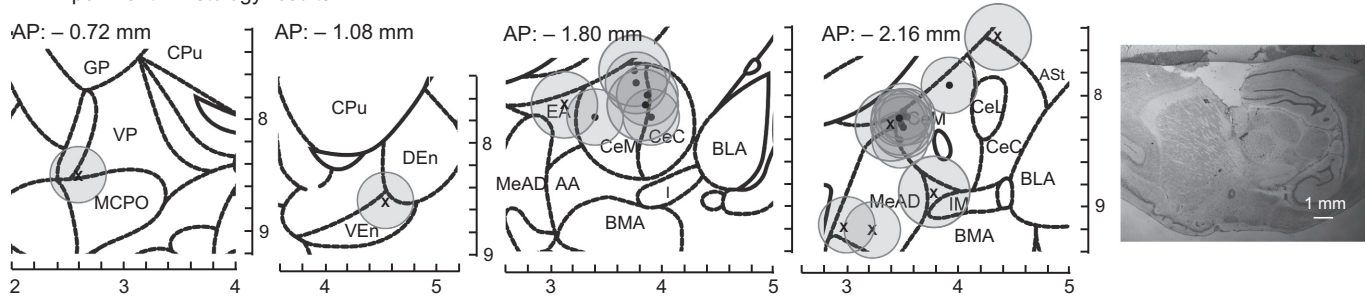 AP: – 0.72 mm
CPu
GP
VP
MCPO
8
9
2 3 4
AP: – 1.08 mm
CPu
DEn
VEn
x
8
9
4 5
AP: – 1.80 mm
EA
x
CeM
CeC
BLA
MeAD
AA
I
BMA
3 4 5
AP: – 2.16 mm
x
ASt
CeL
CeM
CeC
BLA
MeAD
x
IM
BMA
x
x
8
9
3 4 5
1 mm